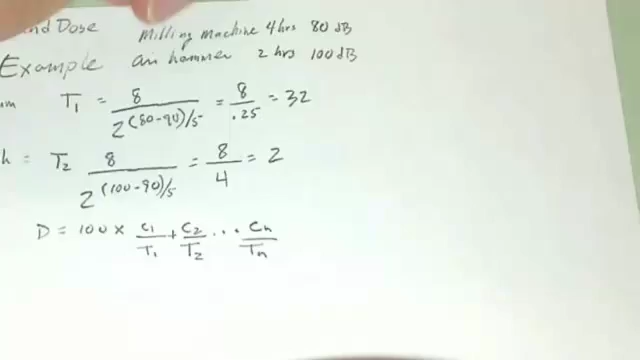 Dose Milling Machine 4 hrs 80 dB
Example air hammer 2 hrs 100 dB
T₁ = 8 / 2^(80-90)/5 = 8 / .25 = 32
h = T₂ 8 / 2^(100-90)/5 = 8 / 4 = 2
D = 100 × C₁/T₁ + C₂/T₂ ... Cₙ/Tₙ